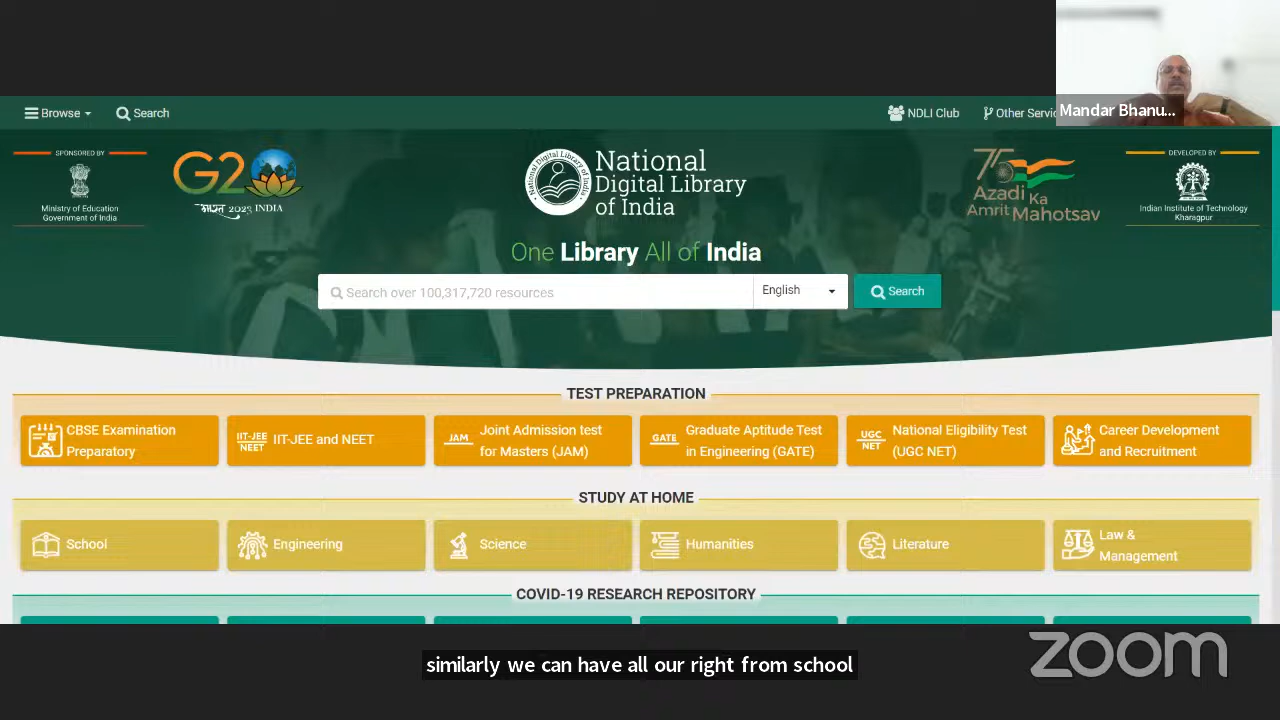 Browse
Search
NDLI Club
Other Servic
Mandar Bhanu...
SPONSORED BY
Ministry of Education
Government of India
G20
भारत 2023 INDIA
National Digital Library of India
National
Digital Library
of India
75
Azadi Ka
Amrit Mahotsav
DEVELOPED BY
Indian Institute of Technology
Kharagpur
One Library All of India
Search over 100,317,720 resources
English
Search
TEST PREPARATION
CBSE Examination
Preparatory
IIT-JEE
NEET
IIT-JEE and NEET
JAM
Joint Admission test
for Masters (JAM)
GATE
Graduate Aptitude Test
in Engineering (GATE)
UGC
NET
National Eligibility Test
(UGC NET)
Career Development
and Recruitment
STUDY AT HOME
School
Engineering
Science
Humanities
Literature
Law &
Management
COVID-19 RESEARCH REPOSITORY
similarly we can have all our right from school
zoom